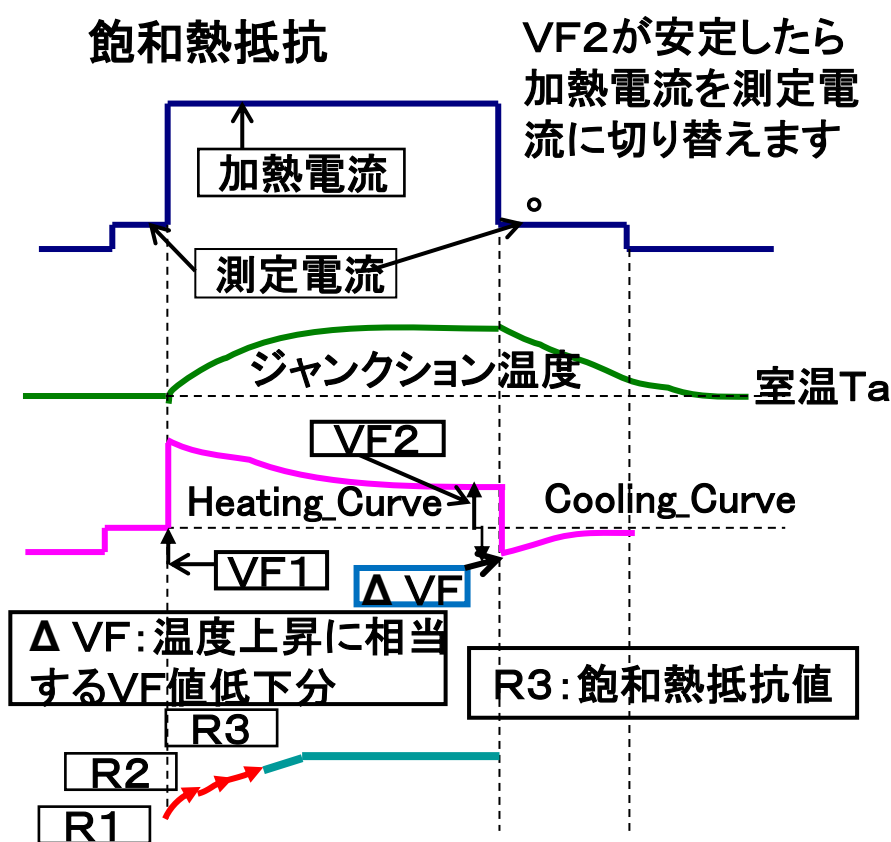 飽和熱抵抗
VF2が安定したら
加熱電流を測定電
流に切り替えます
。
加熱電流
測定電流
ジャンクション温度
室温Ta
VF2
Heating_Curve
Cooling_Curve
VF1
Δ VF
Δ VF:温度上昇に相当
するVF値低下分
R3:飽和熱抵抗値
R3
R2
R1